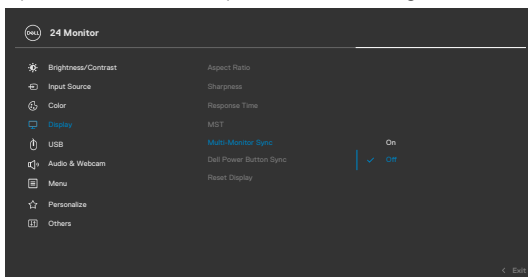 DELL 24 Monitor
Brightness/Contrast
Input Source
Color
Display
USB
Audio & Webcam
Menu
Personalize
Others
Aspect Ratio
Sharpness
Response Time
MST
Multi-Monitor Sync
Dell Power Button Sync
Reset Display
On
Off
Exit